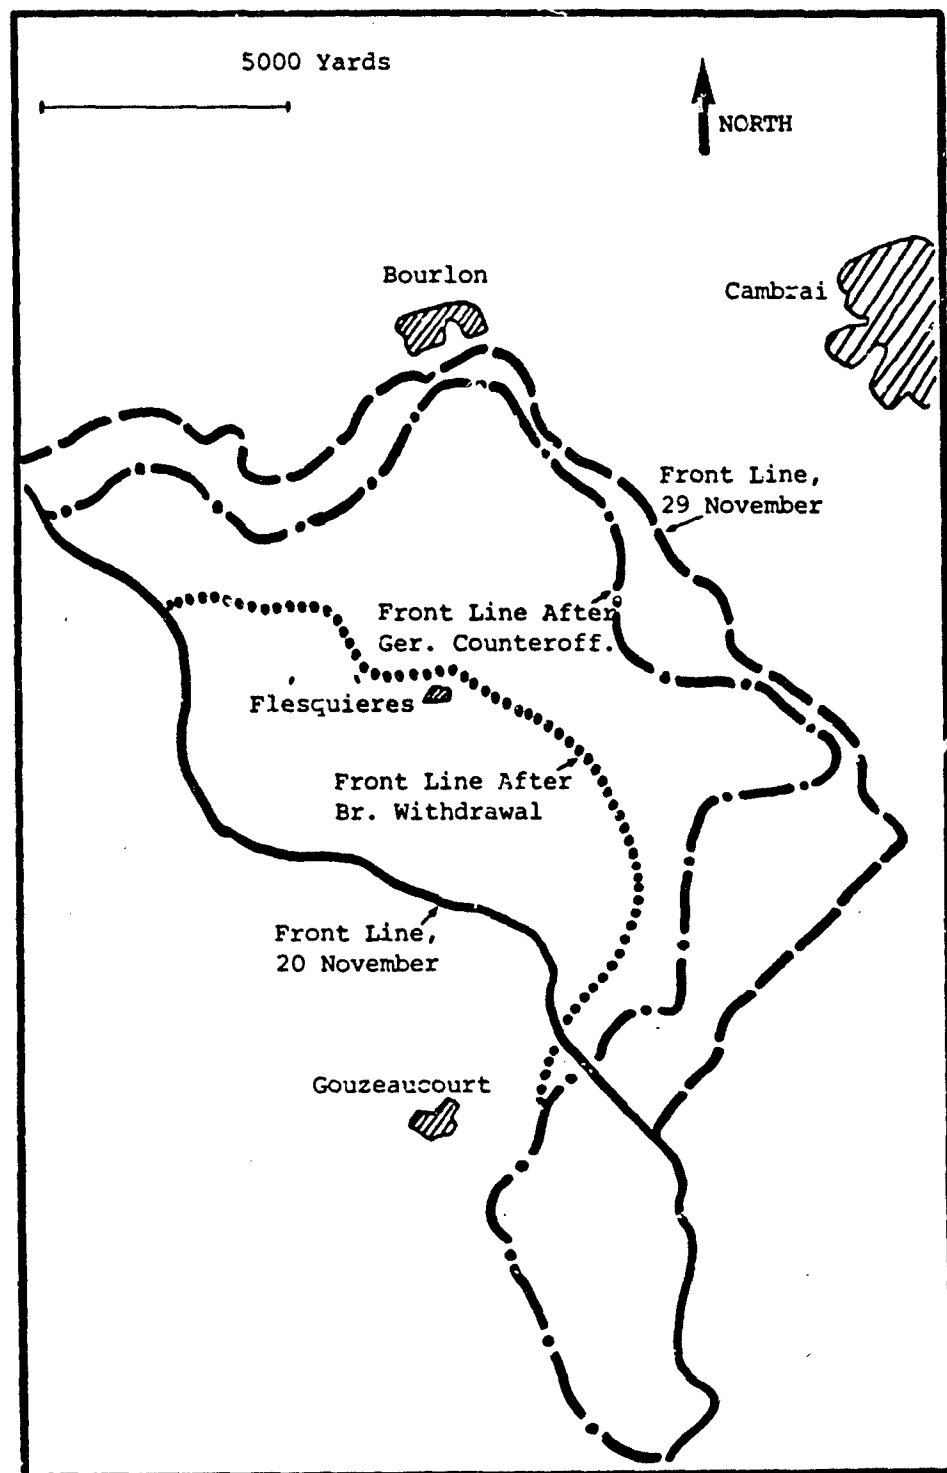 5000 Yards
NORTH
Bourlon
Cambrai
Front Line,
29 November
Front Line After
Ger. Counteroff.
Flesquieres
Front Line After
Br. Withdrawal
Front Line,
20 November
Gouzeaucourt